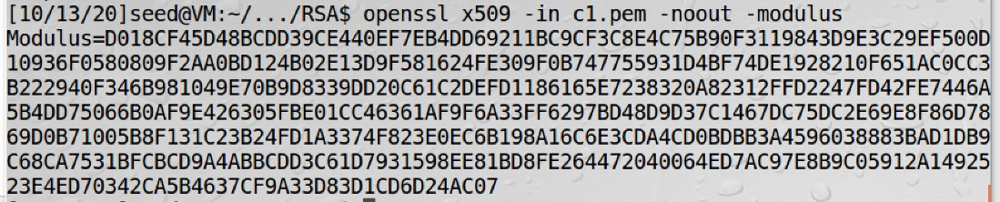 [10/13/20]seed@VM:~/.../RSA$ openssl x509 -in c1.pem -noout -modulus
Modulus=D018CF45D48BCDD39CE440EF7EB4DD69211BC9CF3C8E4C75B90F3119843D9E3C29EF500D
10936F0580809F2AA0BD124B02E13D9F581624FE309F0B747755931D4BF74DE1928210F651AC0CC3
B222940F346B981049E70B9D8339DD20C61C2DEFD1186165E7238320A82312FFD2247FD42FE7446A
5B4DD75066B0AF9E426305FBE01CC46361AF9F6A33FF6297BD48D9D37C1467DC75DC2E69E8F86D78
69D0B71005B8F131C23B24FD1A3374F823E0EC6B198A16C6E3CDA4CD0BDBB3A4596038883BAD1DB9
C68CA7531BFCBCD9A4ABBCDD3C61D7931598EE81BD8FE264472040064ED7AC97E8B9C05912A14925
23E4ED70342CA5B4637CF9A33D83D1CD6D24AC07